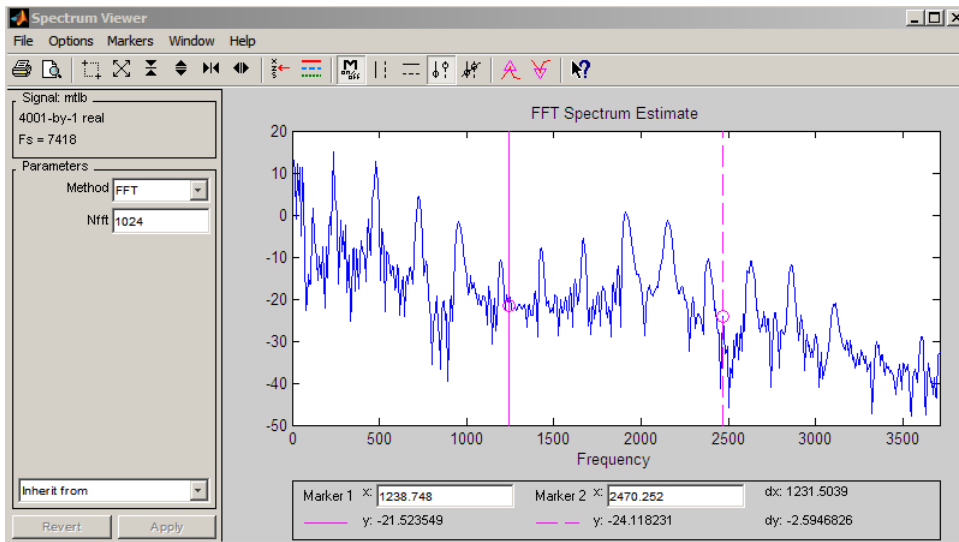 Spectrum Viewer
File Options Markers Window Help
M
on/off
Signal: mtlb
4001-by-1 real
Fs = 7418
Parameters
Method FFT
Nfft 1024
Inherit from
Revert Apply
FFT Spectrum Estimate
20
10
0
-10
-20
-30
-40
-50
0 500 1000 1500 2000 2500 3000 3500
Frequency
Marker 1 x: 1238.748 Marker 2 x: 2470.252 dx: 1231.5039
y: -21.523549 y: -24.118231 dy: -2.5946826